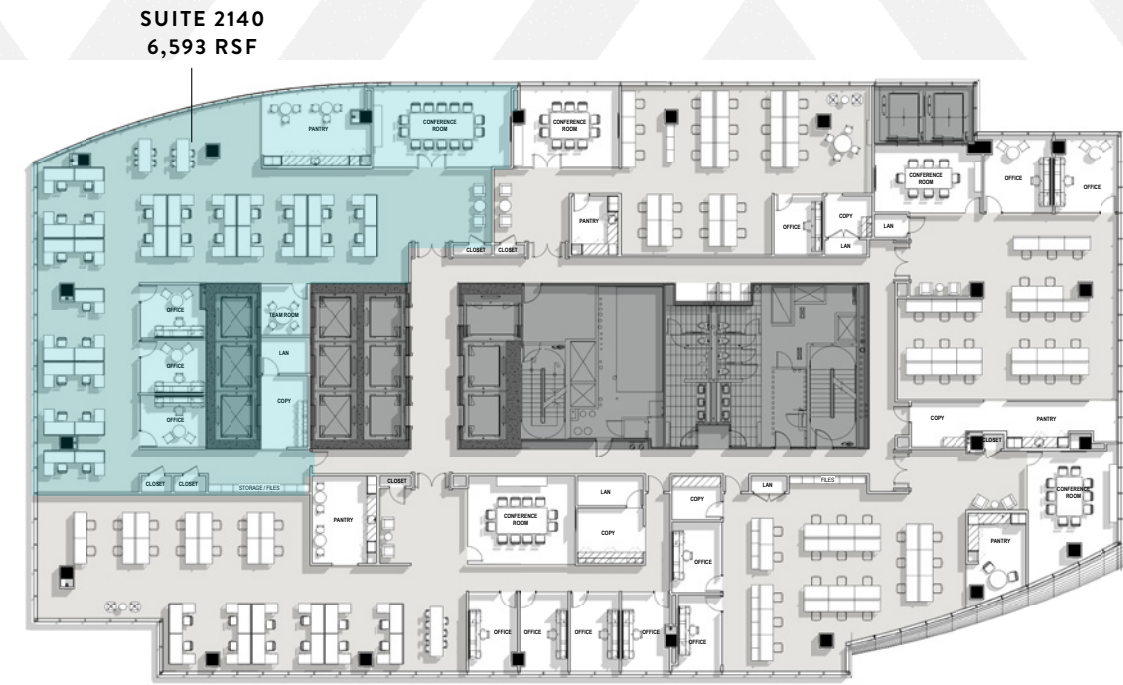 SUITE 2140
6,593 RSF
PANTRY
CONFERENCE
ROOM
CONFERENCE
ROOM
CONFERENCE
ROOM
OFFICE
OFFICE
PANTRY
OFFICE
COPY
LAN
LAN
CLOSET
CLOSET
OFFICE
TEAM ROOM
OFFICE
LAN
COPY
OFFICE
COPY
PANTRY
CLOSET
CLOSET
CLOSET
STORAGE / FILES
CLOSET
LAN
FILES
CONFERENCE
ROOM
PANTRY
CONFERENCE
ROOM
LAN
COPY
COPY
PANTRY
OFFICE
OFFICE
OFFICE
OFFICE
OFFICE
OFFICE